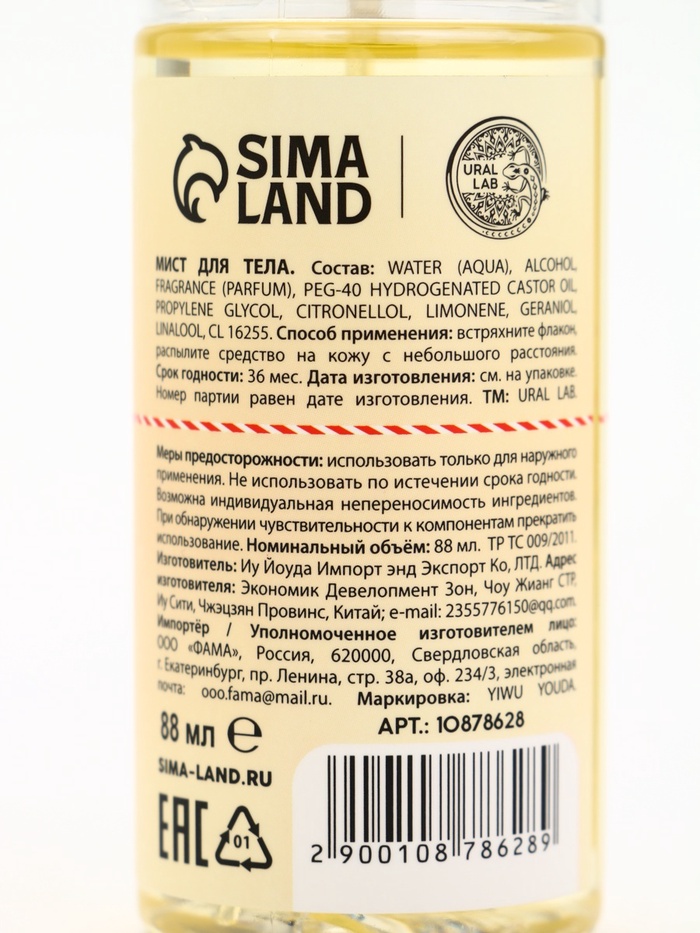 SIMA
LAND
URAL
LAB
МИСТ ДЛЯ ТЕЛА. Состав: WATER (AQUA), ALCOHOL,
FRAGRANCE (PARFUM), PEG-40 HYDROGENATED CASTOR OIL,
PROPYLENE GLYCOL, CITRONELLOL, LIMONENE, GERANIOL,
LINALOOL, CL 16255. Способ применения: встряхните флакон,
распылите средство на кожу с небольшого расстояния.
Срок годности: 36 мес. Дата изготовления: см. на упаковке.
Номер партии равен дате изготовления. ТМ: URAL LAB.
Меры предосторожности: использовать только для наружного
применения. Не использовать по истечении срока годности.
Возможна индивидуальная непереносимость ингредиентов.
При обнаружении чувствительности к компонентам прекратить
использование. Номинальный объём: 88 мл. ТР ТС 009/2011.
Изготовитель: Иу Йоуда Импорт энд Экспорт Ко, ЛТД. Адрес
изготовителя: Экономик Девелопмент Зон, Чоу Жианг СТР,
Иу Сити, Чжэцзян Провинс, Китай; e-mail: 2355776150@qq.com.
Импортёр / Уполномоченное изготовителем лицо:
ООО «ФАМА», Россия, 620000, Свердловская область,
г. Екатеринбург, пр. Ленина, стр. 38а, оф. 234/3, электронная
почта: ooo.fama@mail.ru. Маркировка: YIWU YOUDA.
88 мл e
АРТ.: 10878628
SIMA-LAND.RU
EAC
01
2 900108 786289